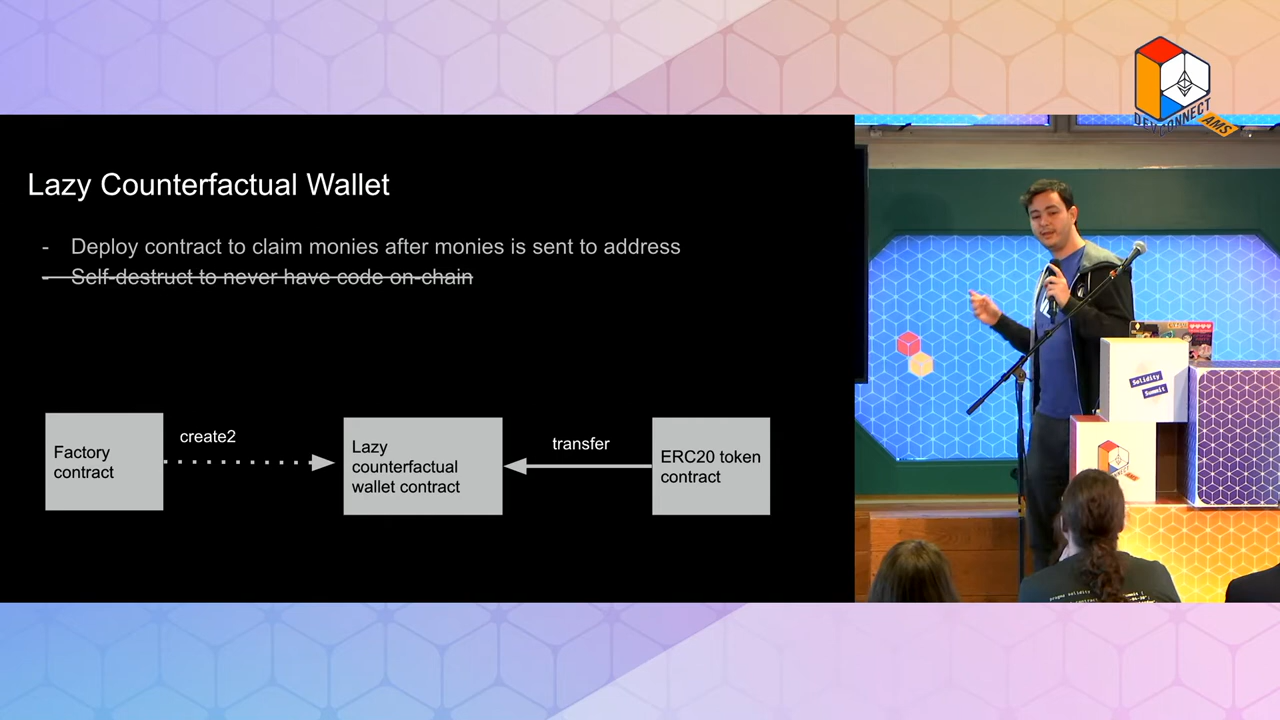 DEVCONNECT
AMS
Lazy Counterfactual Wallet
- Deploy contract to claim monies after monies is sent to address
- Self-destruct to never have code on-chain
Factory
contract
create2
Lazy
counterfactual
wallet contract
transfer
ERC20 token
contract
Solidity
Summit